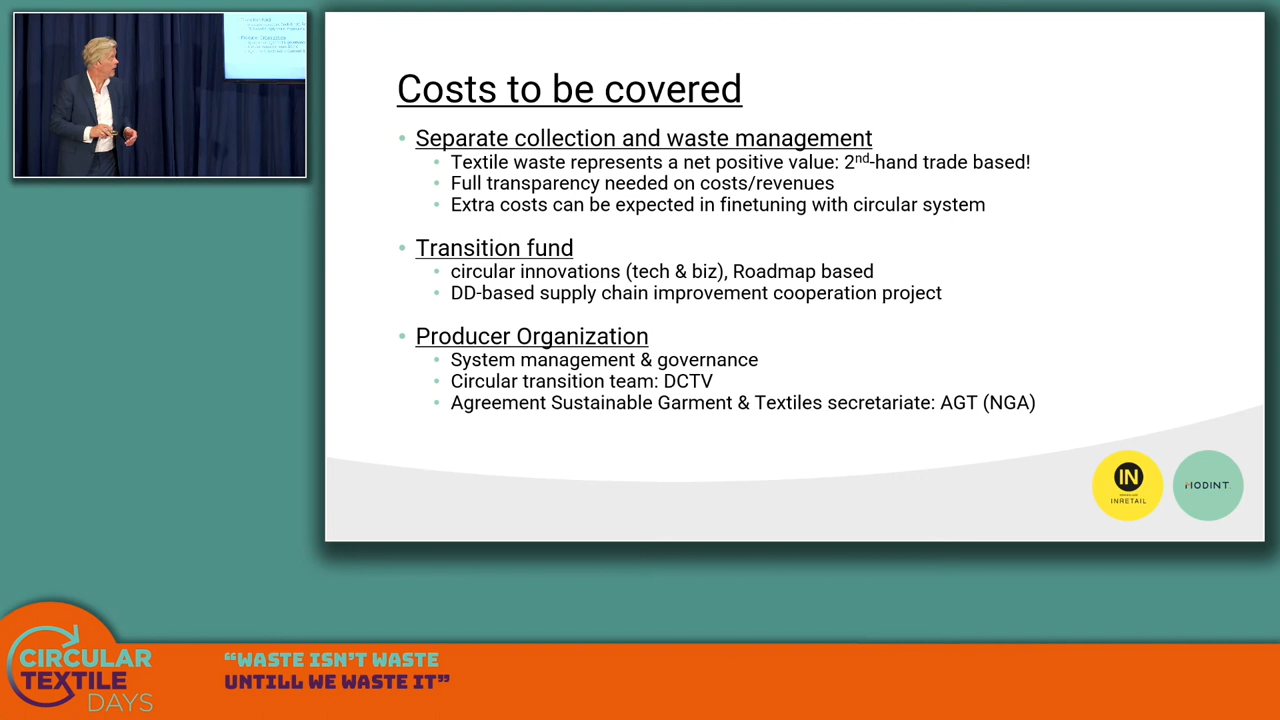 Costs to be covered
Separate collection and waste management
Textile waste represents a net positive value: 2nd-hand trade based!
Full transparency needed on costs/revenues
Extra costs can be expected in finetuning with circular system
Transition fund
circular innovations (tech & biz), Roadmap based
DD-based supply chain improvement cooperation project
Producer Organization
System management & governance
Circular transition team: DCTV
Agreement Sustainable Garment & Textiles secretariate: AGT (NGA)
IN
INRETAIL
MODINT
CIRCULAR
TEXTILE
DAYS
“WASTE ISN’T WASTE
UNTILL WE WASTE IT”